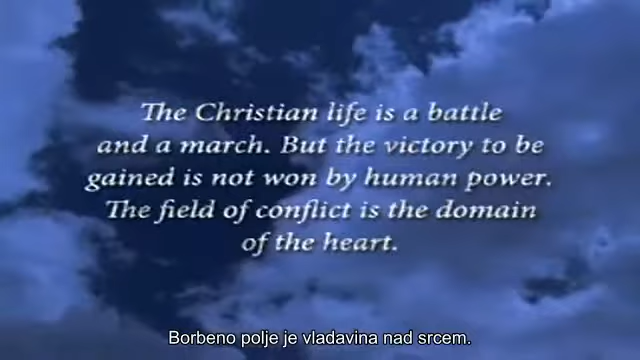 The Christian life is a battle
and a march. But the victory to be
gained is not won by human power.
The field of conflict is the domain
of the heart.
Borbeno polje je vladavina nad srcem.